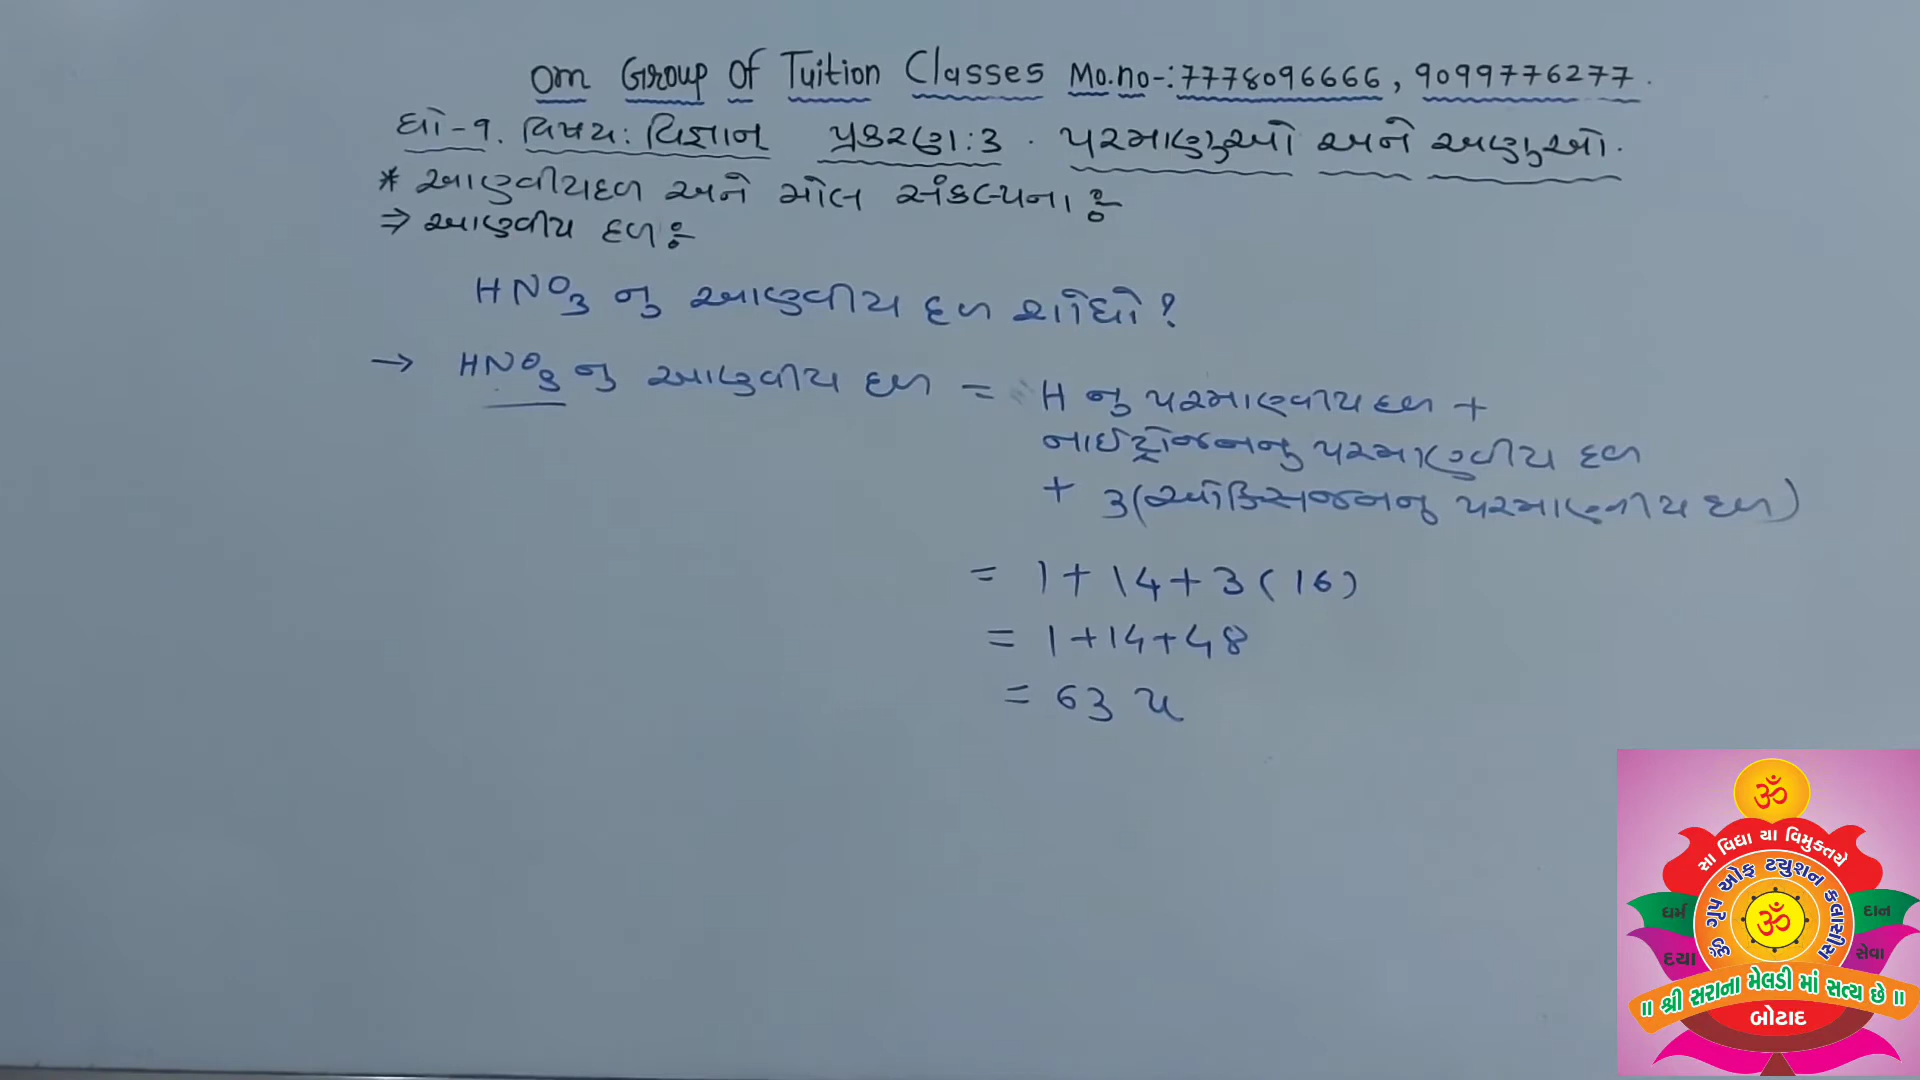 Om Group Of Tuition Classes Mo.no-:7778096666, 9099776277.
ધો-૧. વિષય: વિજ્ઞાન પ્રકરણ:૩. પરમાણુઓ અને અણુઓ.
* આણ્વીયદળ અને મોલ સંકલ્પના :-
⇒ આણ્વીય દળ :-
HNO3 નુ આણ્વીય દળ શોધો?
→ HNO3 નુ આણ્વીય દળ = H નુ પરમાણ્વીય દળ +
નાઈટ્રોજનનુ પરમાણ્વીય દળ
+ 3(ઓક્સિજનનુ પરમાણ્વીય દળ)
= 1+14+3(16)
= 1+14+48
= 63 u
ૐ
સા વિદ્યા યા વિમુક્તયે
ૐ ગ્રુપ ઓફ ટ્યુશન ક્લાસીસ
ૐ
ધર્મ દાન
દયા સેવા
॥ શ્રી સરાના મેલડી માં સત્ય છે ॥
બોટાદ